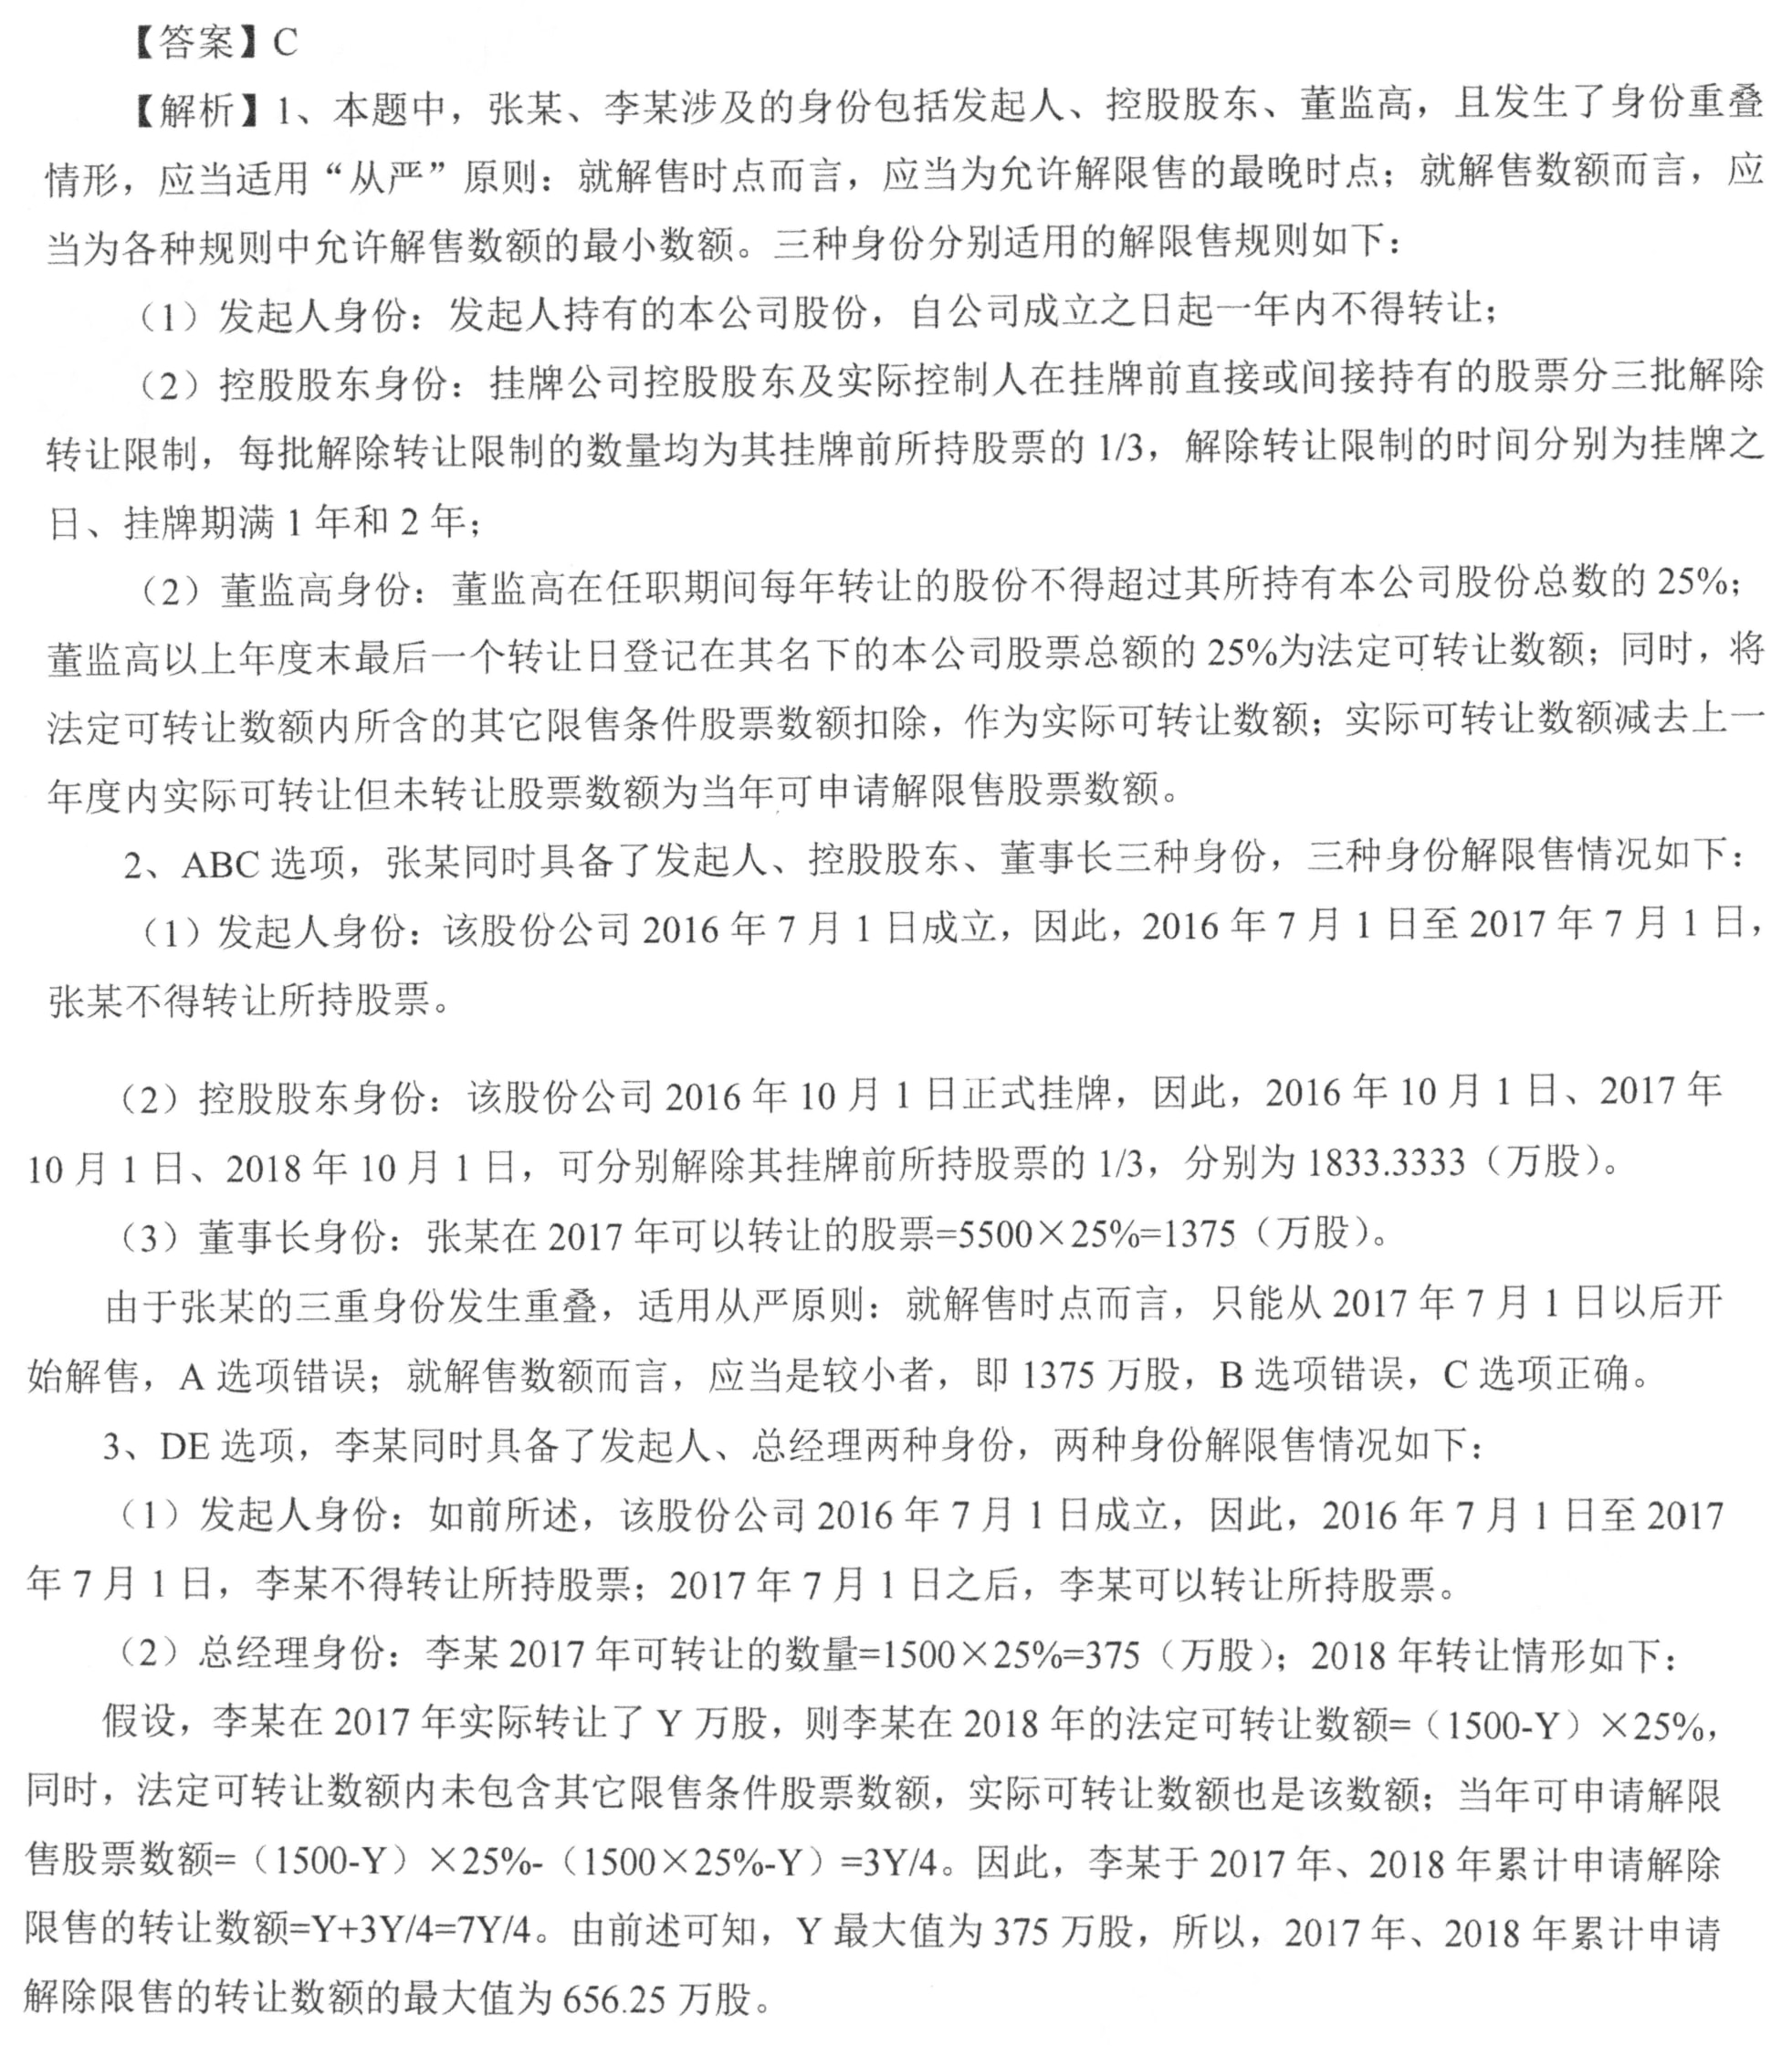 【答案】C
【解析】1、本题中，张某、李某涉及的身份包括发起人、控股股东、董监高，且发生了身份重叠
情形，应当适用“从严”原则：就解售时点而言，应当为允许解限售的最晚时点；就解售数额而言，应
当为各种规则中允许解售数额的最小数额。三种身份分别适用的解限售规则如下：
（1）发起人身份：发起人持有的本公司股份，自公司成立之日起一年内不得转让；
（2）控股股东身份：挂牌公司控股股东及实际控制人在挂牌前直接或间接持有的股票分三批解除
转让限制，每批解除转让限制的数量均为其挂牌前所持股票的 1/3，解除转让限制的时间分别为挂牌之
日、挂牌期满 1 年和 2 年；
（2）董监高身份：董监高在任职期间每年转让的股份不得超过其所持有本公司股份总数的 25%；
董监高以上年度末最后一个转让日登记在其名下的本公司股票总额的 25%为法定可转让数额；同时，将
法定可转让数额内所含的其它限售条件股票数额扣除，作为实际可转让数额；实际可转让数额减去上一
年度内实际可转让但未转让股票数额为当年可申请解限售股票数额。
2、ABC 选项，张某同时具备了发起人、控股股东、董事长三种身份，三种身份解限售情况如下：
（1）发起人身份：该股份公司 2016 年 7 月 1 日成立，因此，2016 年 7 月 1 日至 2017 年 7 月 1 日，
张某不得转让所持股票。
（2）控股股东身份：该股份公司 2016 年 10 月 1 日正式挂牌，因此，2016 年 10 月 1 日、2017 年
10 月 1 日、2018 年 10 月 1 日，可分别解除其挂牌前所持股票的 1/3，分别为 1833.3333（万股）。
（3）董事长身份：张某在 2017 年可以转让的股票=5500×25%=1375（万股）。
由于张某的三重身份发生重叠，适用从严原则：就解售时点而言，只能从 2017 年 7 月 1 日以后开
始解售，A 选项错误；就解售数额而言，应当是较小者，即 1375 万股，B 选项错误，C 选项正确。
3、DE 选项，李某同时具备了发起人、总经理两种身份，两种身份解限售情况如下：
（1）发起人身份：如前所述，该股份公司 2016 年 7 月 1 日成立，因此，2016 年 7 月 1 日至 2017
年 7 月 1 日，李某不得转让所持股票；2017 年 7 月 1 日之后，李某可以转让所持股票。
（2）总经理身份：李某 2017 年可转让的数量=1500×25%=375（万股）；2018 年转让情形如下：
假设，李某在 2017 年实际转让了 Y 万股，则李某在 2018 年的法定可转让数额=（1500-Y）×25%，
同时，法定可转让数额内未包含其它限售条件股票数额，实际可转让数额也是该数额；当年可申请解限
售股票数额=（1500-Y）×25%-（1500×25%-Y）=3Y/4。因此，李某于 2017 年、2018 年累计申请解除
限售的转让数额=Y+3Y/4=7Y/4。由前述可知，Y 最大值为 375 万股，所以，2017 年、2018 年累计申请
解除限售的转让数额的最大值为 656.25 万股。